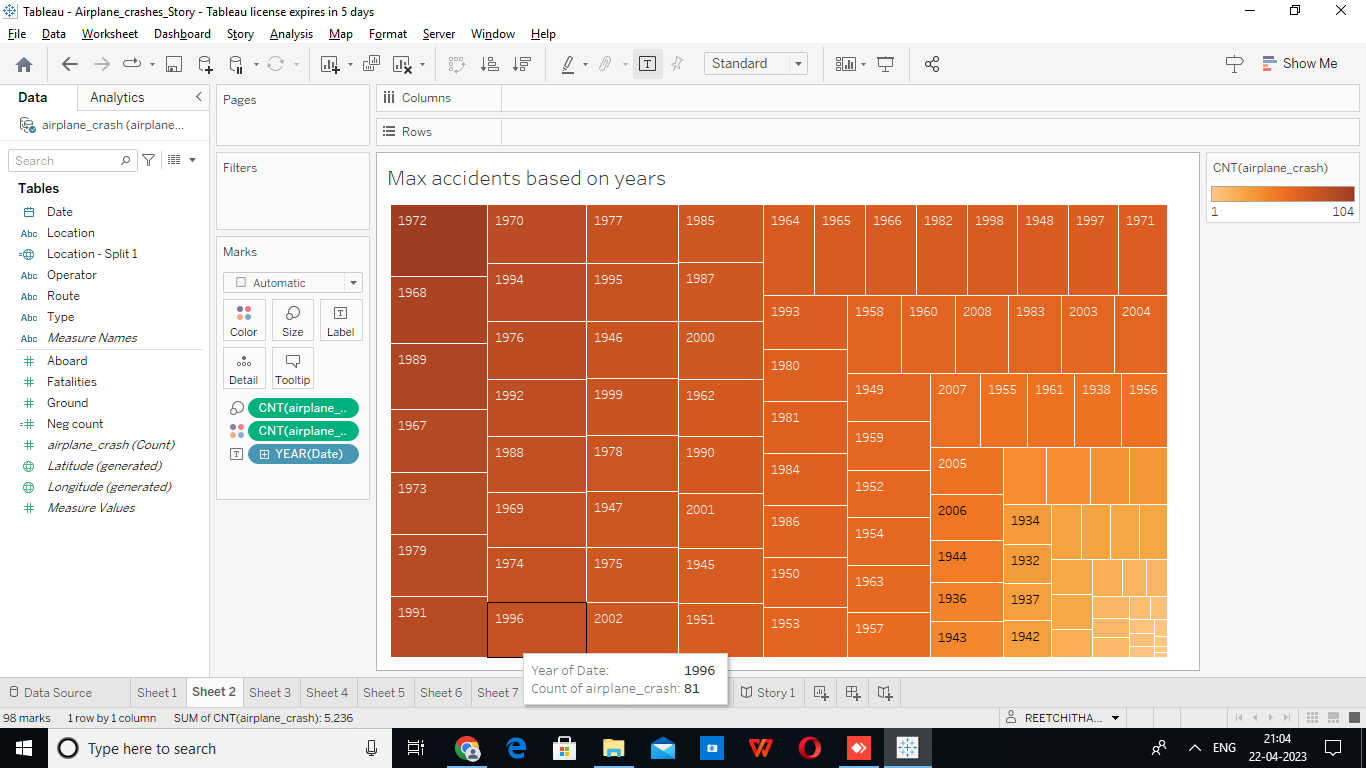 Tableau - Airplane_crashes_Story - Tableau license expires in 5 days
File Data Worksheet Dashboard Story Analysis Map Format Server Window Help
Standard
Show Me
Data Analytics
airplane_crash (airplane...
Search
Tables
Date
Abc Location
Location - Split 1
Abc Operator
Abc Route
Abc Type
Abc Measure Names
Aboard
Fatalities
Ground
Neg count
airplane_crash (Count)
Latitude (generated)
Longitude (generated)
Measure Values
Pages
Filters
Marks
Automatic
Color Size Label
Detail Tooltip
CNT(airplane_..
CNT(airplane_..
YEAR(Date)
Columns
Rows
Max accidents based on years
1972
1968
1989
1967
1973
1979
1991
1970
1994
1976
1992
1988
1969
1974
1996
1977
1995
1946
1999
1978
1947
1975
2002
1985
1987
2000
1962
1990
2001
1945
1951
1964 1965 1966 1982 1998 1948 1997 1971
1993
1980
1981
1984
1986
1950
1953
1958 1960 2008 1983 2003 2004
1949
1959
1952
1954
1963
1957
2007 1955 1961 1938 1956
2005
2006
1944
1936
1943
1934
1932
1937
1942
Year of Date: 1996
Count of airplane_crash: 81
CNT(airplane_crash)
1 104
Data Source Sheet 1 Sheet 2 Sheet 3 Sheet 4 Sheet 5 Sheet 6 Sheet 7 Story 1
98 marks 1 row by 1 column SUM of CNT(airplane_crash): 5,236
REETCHITHA...
Type here to search
ENG
21:04
22-04-2023